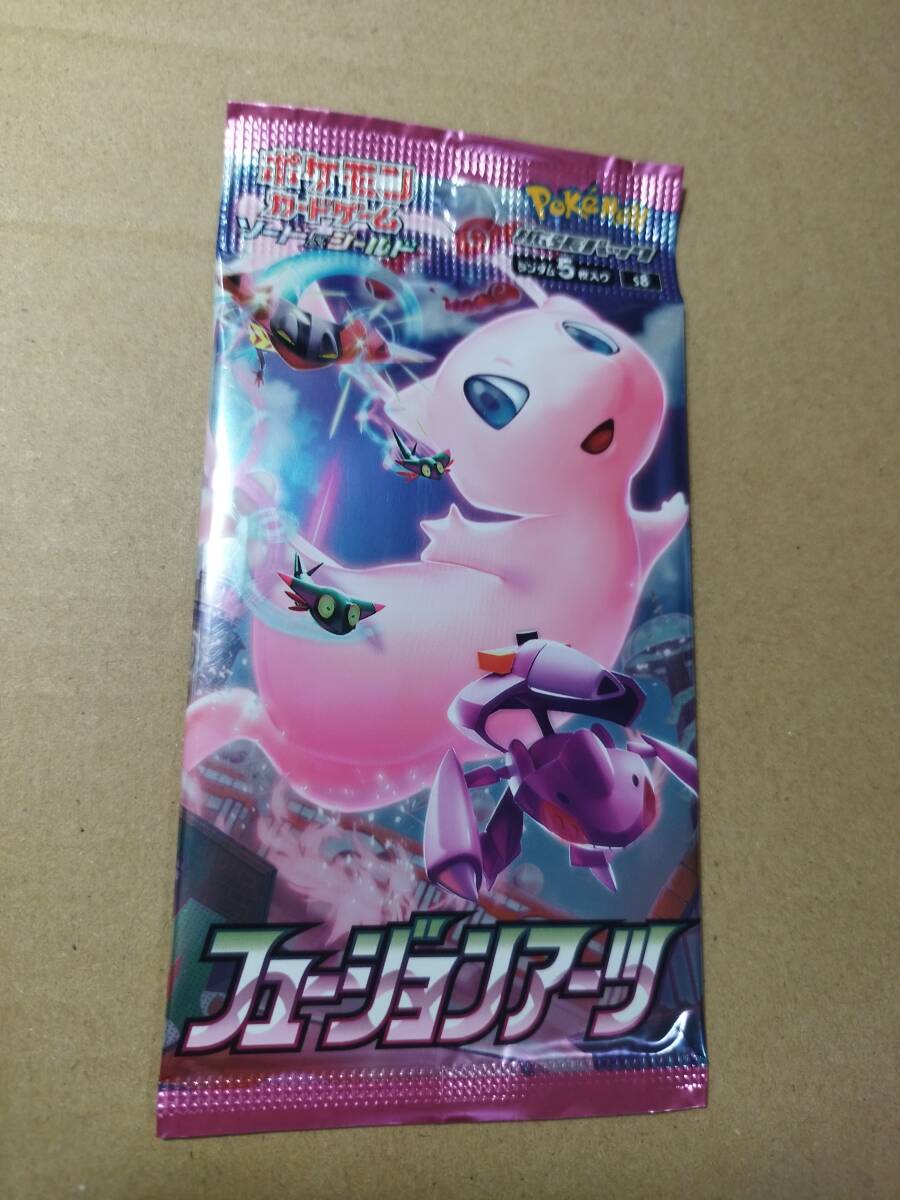 ポケモン
カードゲーム
ソード&シールド
Pokémon
拡張パック
ランダム5枚入り
s8
フュージョンアーツ